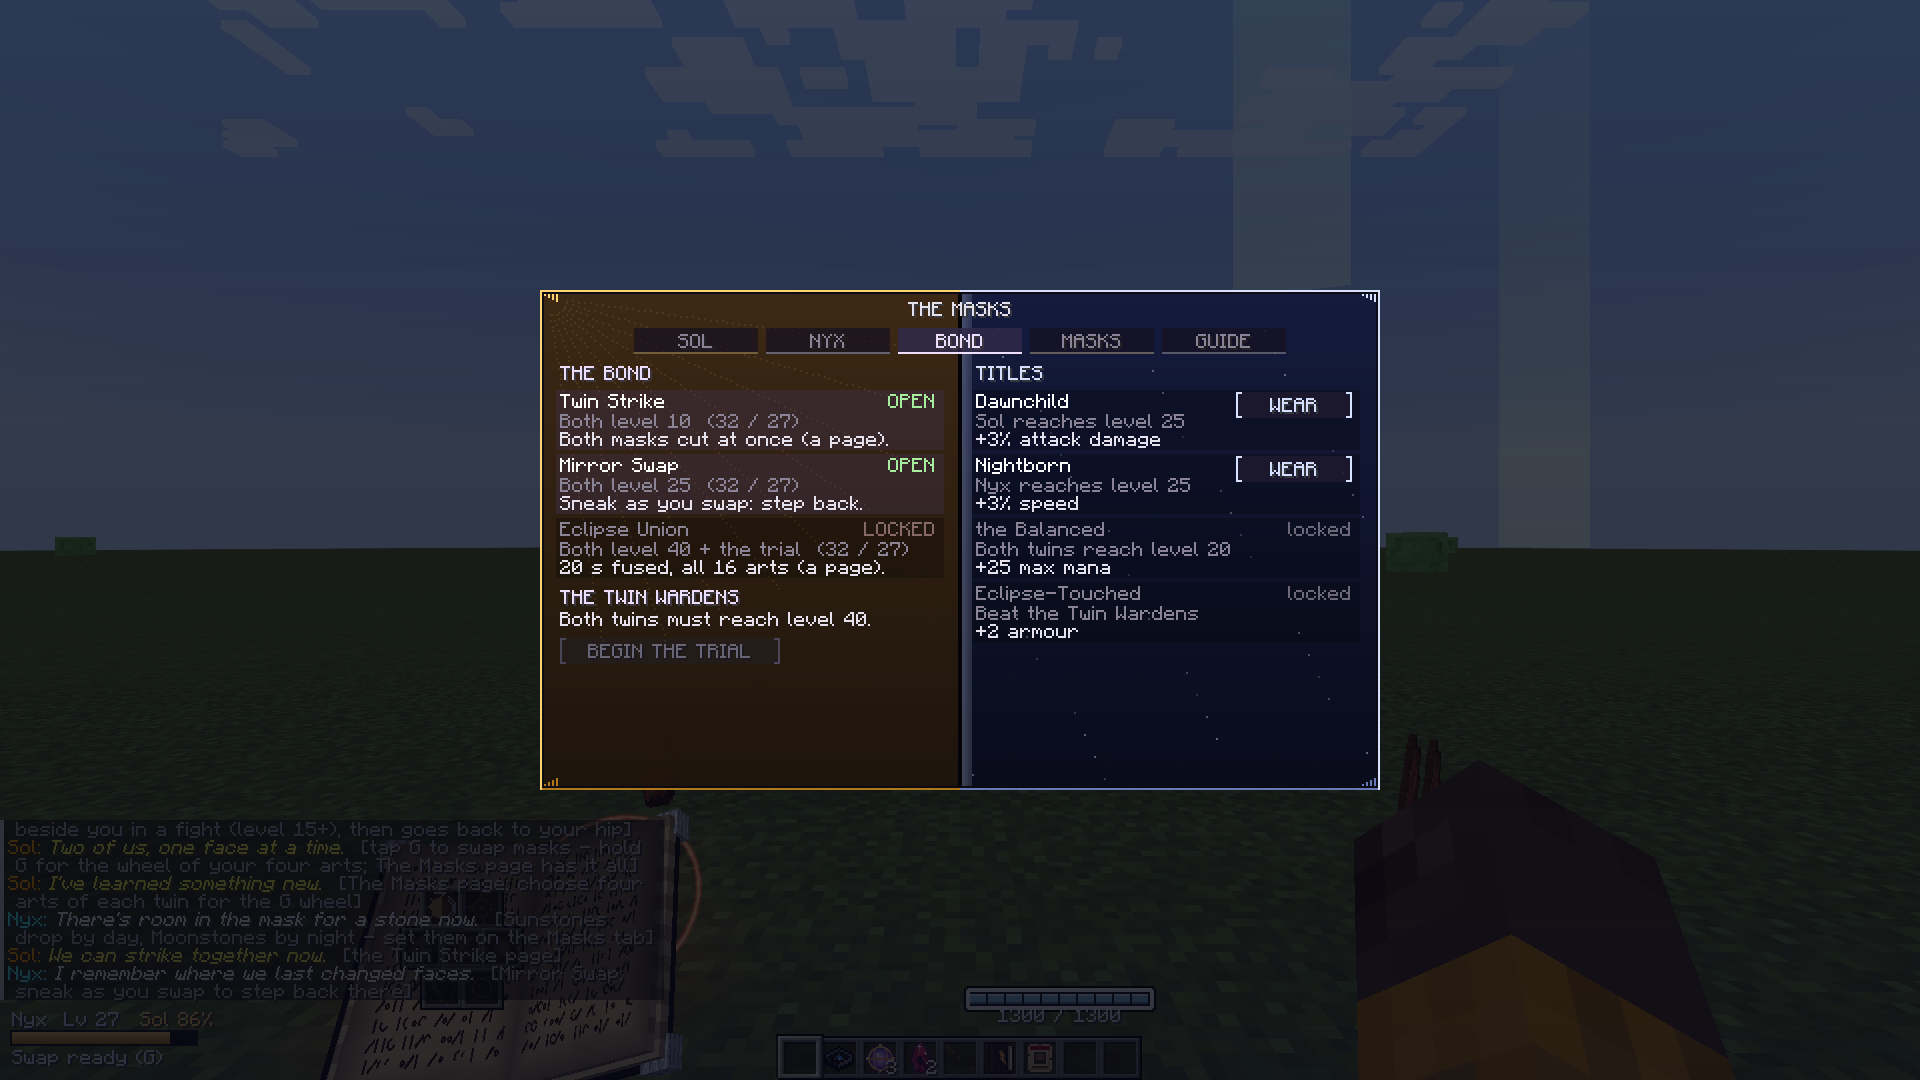 THE MASKS
SOL NYX BOND MASKS GUIDE
THE BOND
Twin Strike OPEN
Both level 10 (32 / 27)
Both masks cut at once (a page).
Mirror Swap OPEN
Both level 25 (32 / 27)
Sneak as you swap: step back.
Eclipse Union LOCKED
Both level 40 + the trial (32 / 27)
20 s fused, all 16 arts (a page).
THE TWIN WARDENS
Both twins must reach level 40.
[ BEGIN THE TRIAL ]
TITLES
Dawnchild [ WEAR ]
Sol reaches level 25
+3% attack damage
Nightborn [ WEAR ]
Nyx reaches level 25
+3% speed
the Balanced locked
Both twins reach level 20
+25 max mana
Eclipse-Touched locked
Beat the Twin Wardens
+2 armour
beside you in a fight (level 15+), then goes back to your hip]
Sol: Two of us, one face at a time. [tap G to swap masks – hold
G for the wheel of your four arts; The Masks page has it all]
Sol: I've learned something new. [The Masks page: choose four
arts of each twin for the G wheel]
Nyx: There's room in the mask for a stone now. [Sunstones
drop by day, Moonstones by night – set them on the Masks tab]
Sol: We can strike together now. [the Twin Strike page]
Nyx: I remember where we last changed faces. [Mirror Swap:
sneak as you swap to step back there]
Nyx Lv 27 Sol 86%
Swap ready (G)
1300 / 1300
3 2